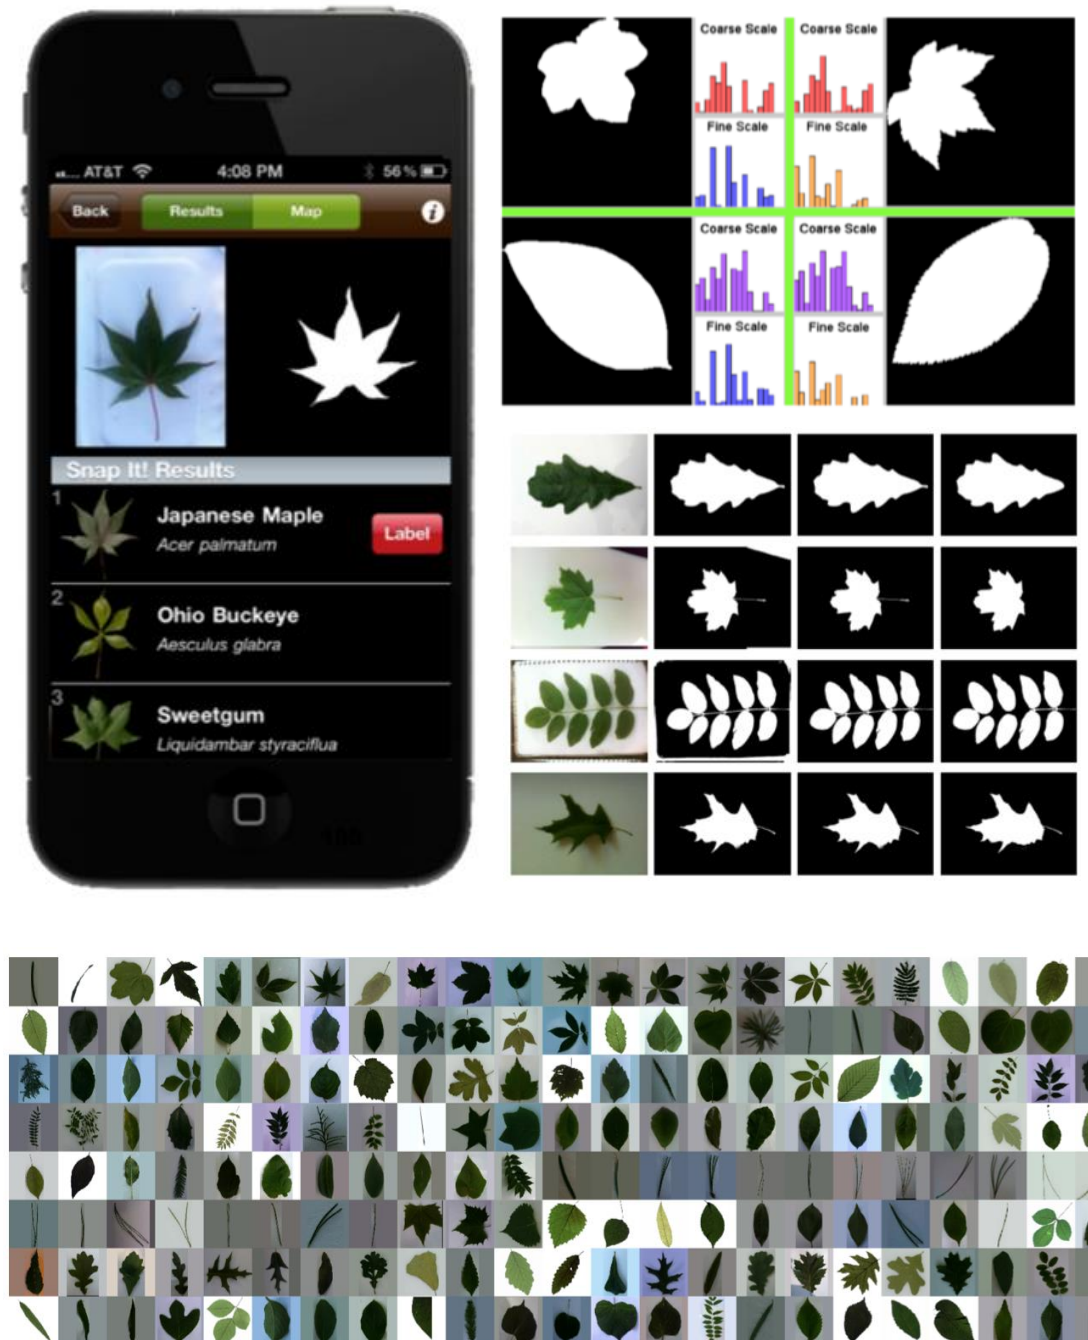 AT&T 4:08 PM 56%
Back Results Map i
Snap It! Results
1 Japanese Maple
Acer palmatum
Label
2 Ohio Buckeye
Aesculus glabra
3 Sweetgum
Liquidambar styraciflua
Coarse Scale Coarse Scale
Fine Scale Fine Scale
Coarse Scale Coarse Scale
Fine Scale Fine Scale